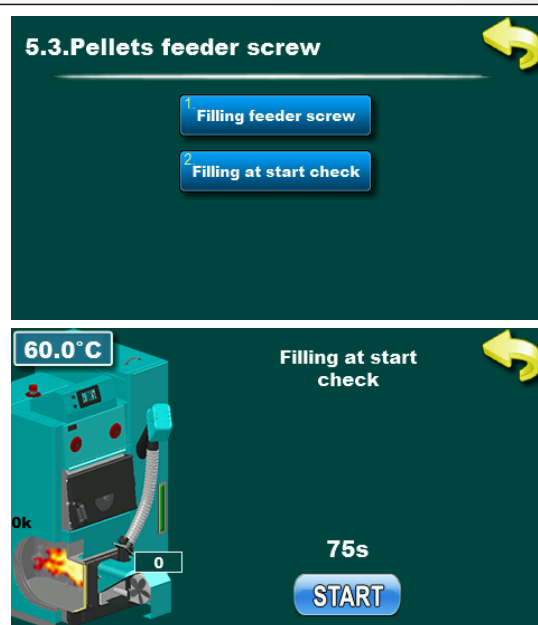 5.3.Pellets feeder screw
1.
Filling feeder screw
2
Filling at start check
60.0°C
Filling at start
check
0k
0
75s
START